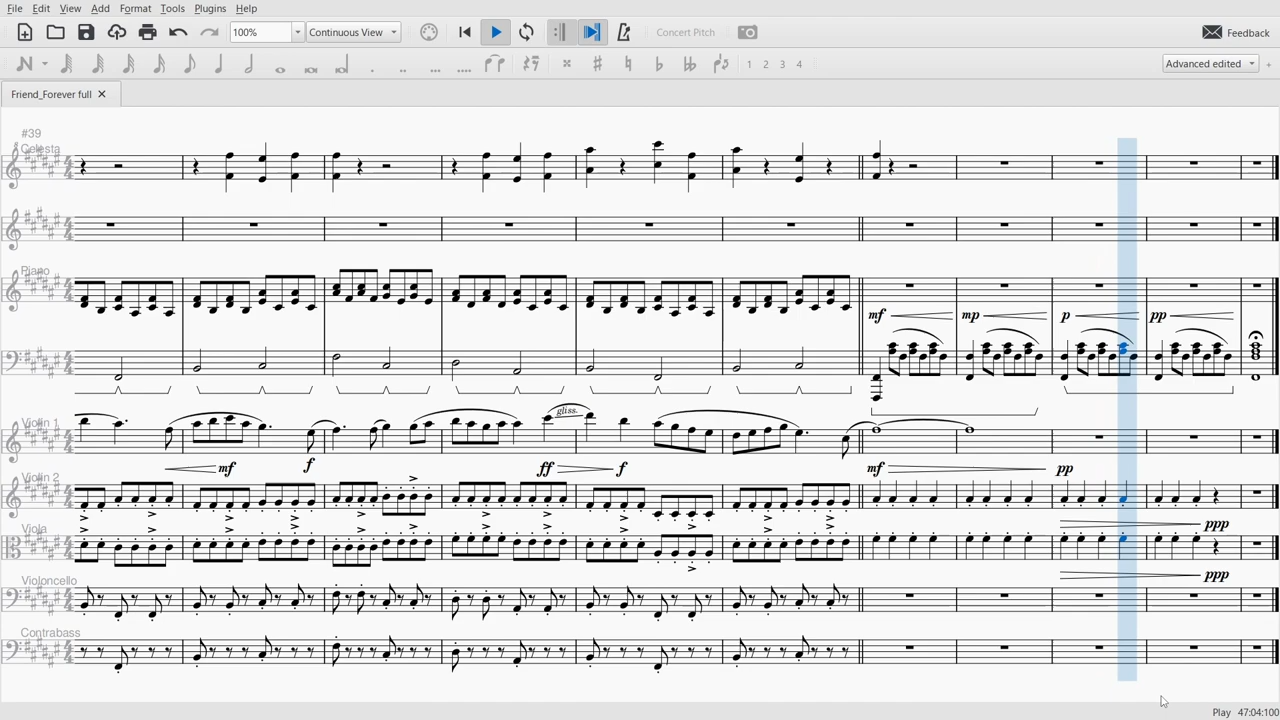 File Edit View Add Format Tools Plugins Help
100% Continuous View Concert Pitch Feedback
1 2 3 4 Advanced edited +
Friend_Forever full
#39
Celesta
Piano
mf mp p pp
Violin 1
gliss.
mf f ff f mf pp
Violin 2
ppp
Viola
ppp
Violoncello
Contrabass
Play 47:04:100